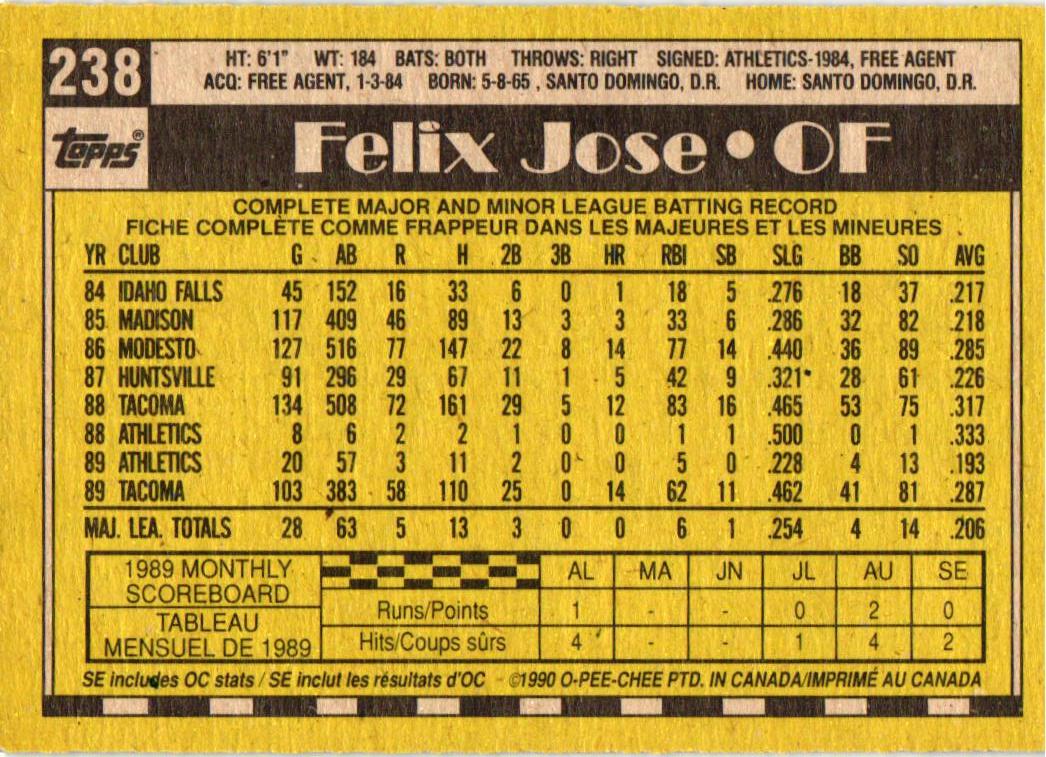 238
HT: 6'1" WT: 184 BATS: BOTH THROWS: RIGHT SIGNED: ATHLETICS-1984, FREE AGENT
ACQ: FREE AGENT, 1-3-84 BORN: 5-8-65 , SANTO DOMINGO, D.R. HOME: SANTO DOMINGO, D.R.
topps®
Felix Jose • OF
COMPLETE MAJOR AND MINOR LEAGUE BATTING RECORD
FICHE COMPLÈTE COMME FRAPPEUR DANS LES MAJEURES ET LES MINEURES
YR CLUB G AB R H 2B 3B HR RBI SB SLG BB SO AVG
84 IDAHO FALLS 45 152 16 33 6 0 1 18 5 .276 18 37 .217
85 MADISON 117 409 46 89 13 3 3 33 6 .286 32 82 .218
86 MODESTO 127 516 77 147 22 8 14 77 14 .440 36 89 .285
87 HUNTSVILLE 91 296 29 67 11 1 5 42 9 .321 28 61 .226
88 TACOMA 134 508 72 161 29 5 12 83 16 .465 53 75 .317
88 ATHLETICS 8 6 2 2 1 0 0 1 1 .500 0 1 .333
89 ATHLETICS 20 57 3 11 2 0 0 5 0 .228 4 13 .193
89 TACOMA 103 383 58 110 25 0 14 62 11 .462 41 81 .287
MAJ. LEA. TOTALS 28 63 5 13 3 0 0 6 1 .254 4 14 .206
1989 MONTHLY
SCOREBOARD
TABLEAU
MENSUEL DE 1989
AL MA JN JL AU SE
Runs/Points 1 - - 0 2 0
Hits/Coups sûrs 4 - - 1 4 2
SE includes OC stats / SE inclut les résultats d'OC ©1990 O-PEE-CHEE PTD. IN CANADA/IMPRIMÉ AU CANADA